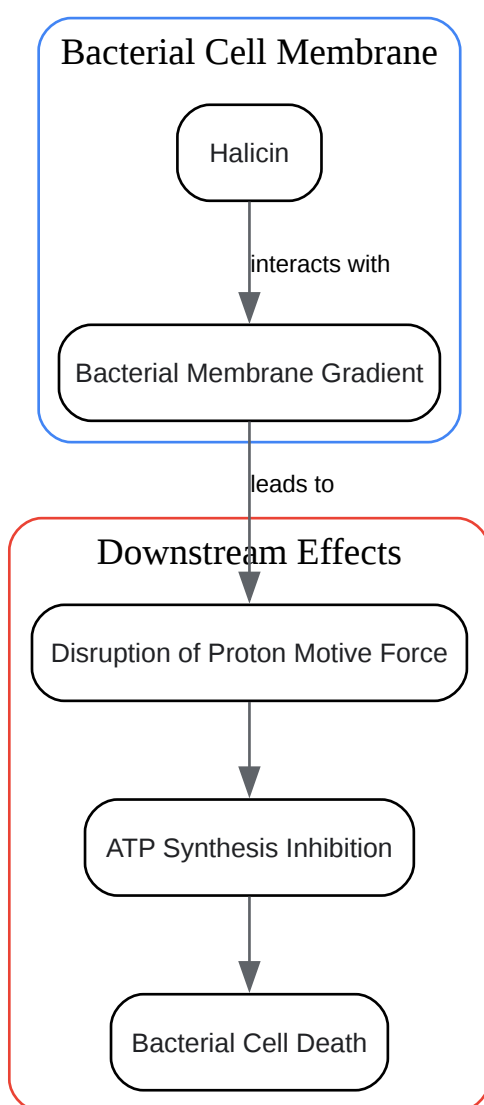 Bacterial Cell Membrane
Halicin
interacts with
Bacterial Membrane Gradient
leads to
Downstream Effects
Disruption of Proton Motive Force
ATP Synthesis Inhibition
Bacterial Cell Death